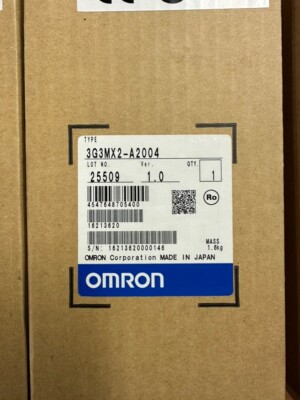 TYPE
3G3MX2-A2004
LOT NO. Ver. QTY.
25509 1.0 1
4547648705400
16213620
Ro
S/N: 16213620000146
MASS
1.6kg
OMRON Corporation MADE IN JAPAN
OMRON